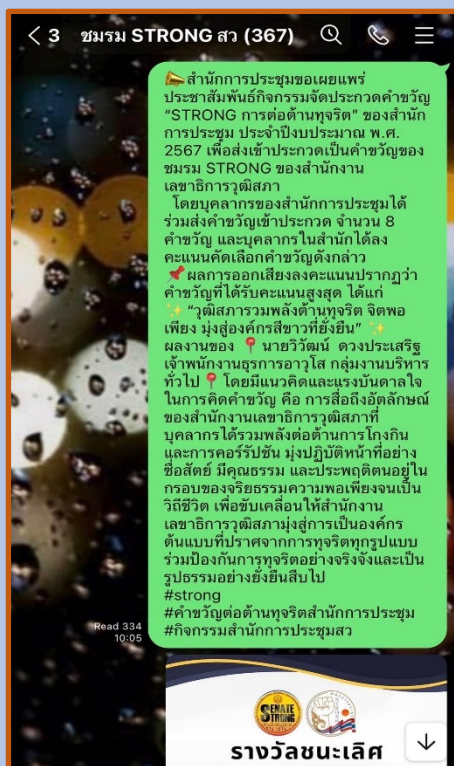 3 ชมรม STRONG สว (367)
📣สำนักการประชุมขอเผยแพร่
ประชาสัมพันธ์กิจกรรมจัดประกวดคำขวัญ
“STRONG การต่อต้านทุจริต” ของสำนัก
การประชุม ประจำปีงบประมาณ พ.ศ.
2567 เพื่อส่งเข้าประกวดเป็นคำขวัญของ
ชมรม STRONG ของสำนักงาน
เลขาธิการวุฒิสภา
โดยบุคลากรของสำนักการประชุมได้
ร่วมส่งคำขวัญเข้าประกวด จำนวน 8
คำขวัญ และบุคลากรในสำนักได้ลง
คะแนนคัดเลือกคำขวัญดังกล่าว
📌ผลการออกเสียงลงคะแนนปรากฏว่า
คำขวัญที่ได้รับคะแนนสูงสุด ได้แก่
✨ “วุฒิสภารวมพลังต้านทุจริต จิตพอ
เพียง มุ่งสู่องค์กรสีขาวที่ยั่งยืน” ✨
ผลงานของ 📍 นายวิวัฒน์ ดวงประเสริฐ
เจ้าพนักงานธุรการอาวุโส กลุ่มงานบริหาร
ทั่วไป 📍 โดยมีแนวคิดและแรงบันดาลใจ
ในการคิดคำขวัญ คือ การสื่อถึงอัตลักษณ์
ของสำนักงานเลขาธิการวุฒิสภาที่
บุคลากรได้รวมพลังต่อต้านการโกงกิน
และการคอร์รัปชัน มุ่งปฏิบัติหน้าที่อย่าง
ซื่อสัตย์ มีคุณธรรม และประพฤติตนอยู่ใน
กรอบของจริยธรรมความพอเพียงจนเป็น
วิถีชีวิต เพื่อขับเคลื่อนให้สำนักงาน
เลขาธิการวุฒิสภามุ่งสู่การเป็นองค์กร
ต้นแบบที่ปราศจากการทุจริตทุกรูปแบบ
ร่วมป้องกันการทุจริตอย่างจริงจังและเป็น
รูปธรรมอย่างยั่งยืนสืบไป
#strong
#คำขวัญต่อต้านทุจริตสำนักการประชุม
#กิจกรรมสำนักการประชุมสว
Read 334
10:05
SENATE
STRONG
รางวัลชนะเลิศ